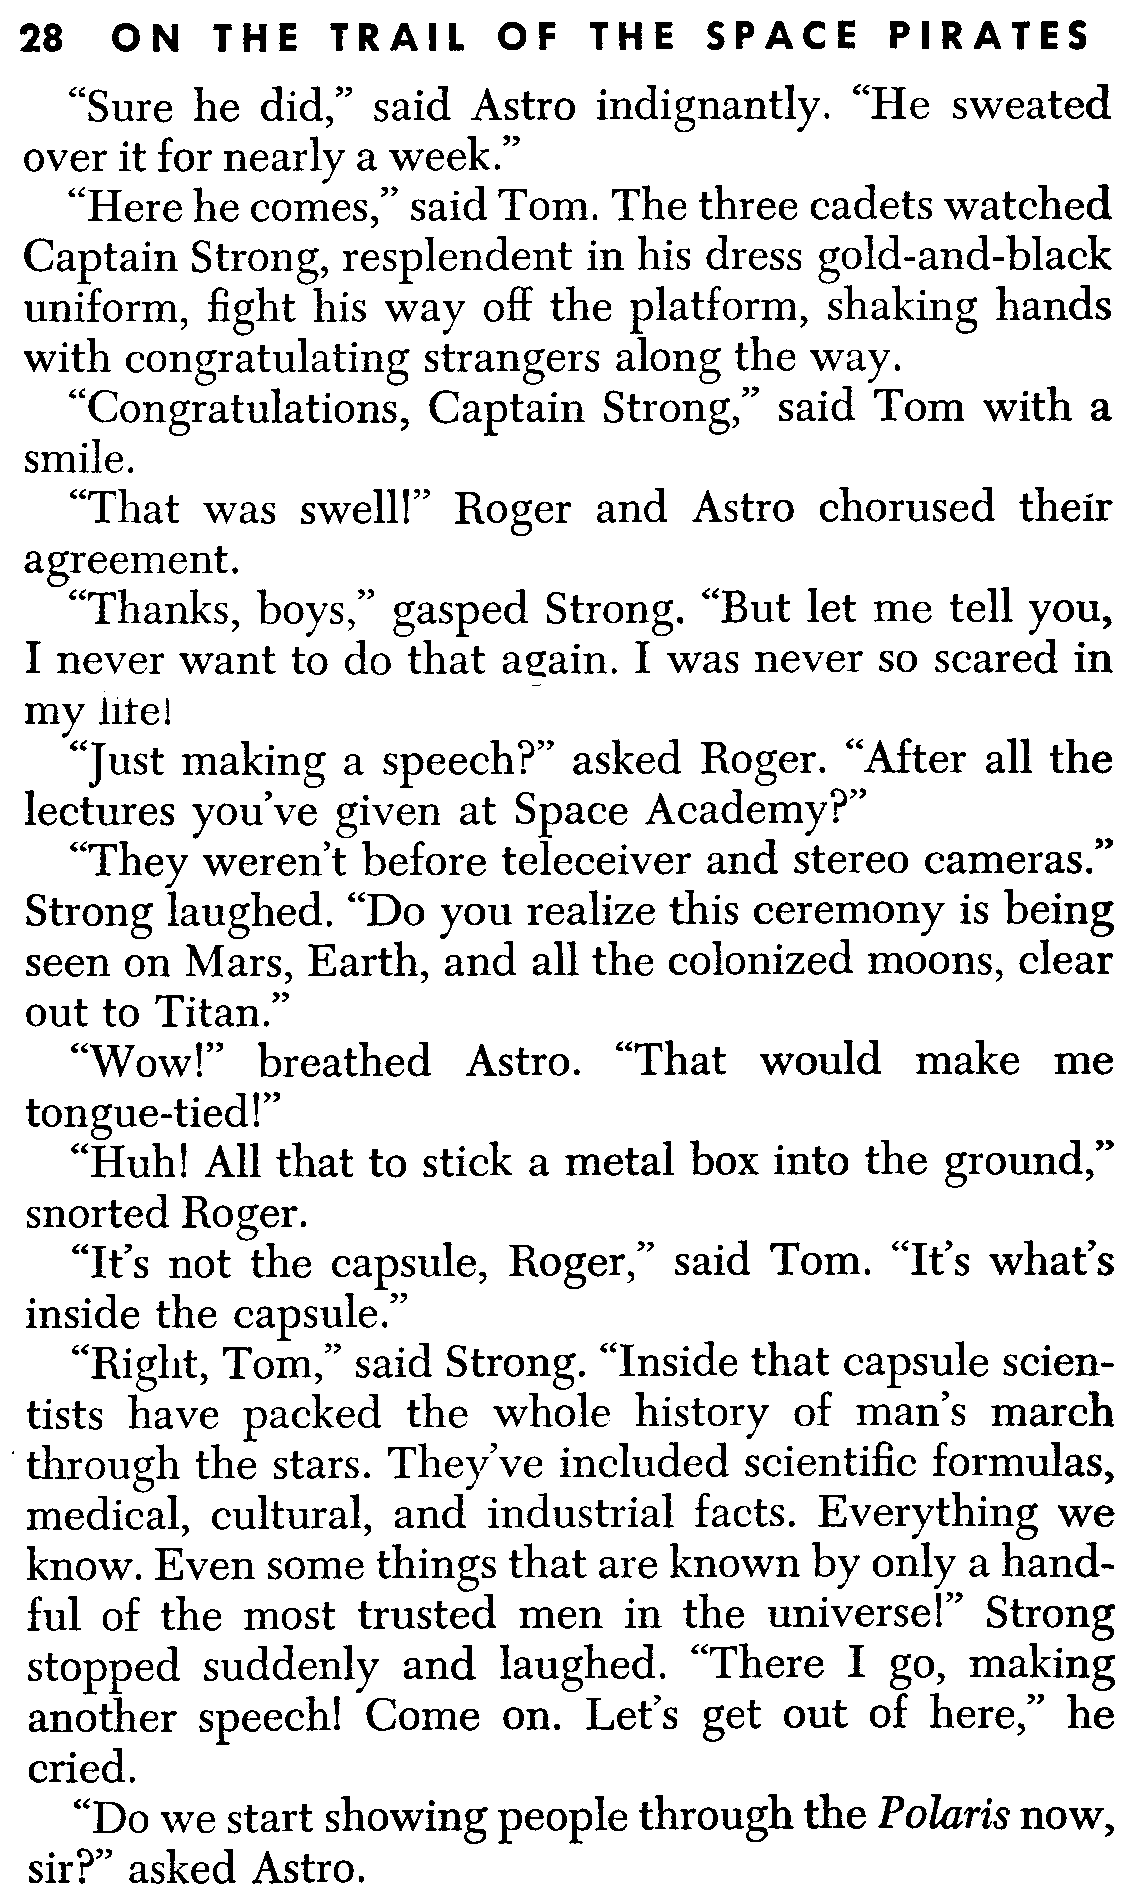 28 ON THE TRAIL OF THE SPACE PIRATES
“Sure he did,” said Astro indignantly. “He sweated
over it for nearly a week.”
“Here he comes,” said Tom. The three cadets watched
Captain Strong, resplendent in his dress gold-and-black
uniform, fight his way off the platform, shaking hands
with congratulating strangers along the way.
“Congratulations, Captain Strong,” said Tom with a
smile.
“That was swell!” Roger and Astro chorused their
agreement.
“Thanks, boys,” gasped Strong. “But let me tell you,
I never want to do that again. I was never so scared in
my life!
“Just making a speech?” asked Roger. “After all the
lectures you’ve given at Space Academy?”
“They weren’t before teleceiver and stereo cameras.”
Strong laughed. “Do you realize this ceremony is being
seen on Mars, Earth, and all the colonized moons, clear
out to Titan.”
“Wow!” breathed Astro. “That would make me
tongue-tied!”
“Huh! All that to stick a metal box into the ground,”
snorted Roger.
“It’s not the capsule, Roger,” said Tom. “It’s what’s
inside the capsule.”
“Right, Tom,” said Strong. “Inside that capsule scien-
tists have packed the whole history of man’s march
through the stars. They’ve included scientific formulas,
medical, cultural, and industrial facts. Everything we
know. Even some things that are known by only a hand-
ful of the most trusted men in the universe!” Strong
stopped suddenly and laughed. “There I go, making
another speech! Come on. Let’s get out of here,” he
cried.
“Do we start showing people through the Polaris now,
sir?” asked Astro.